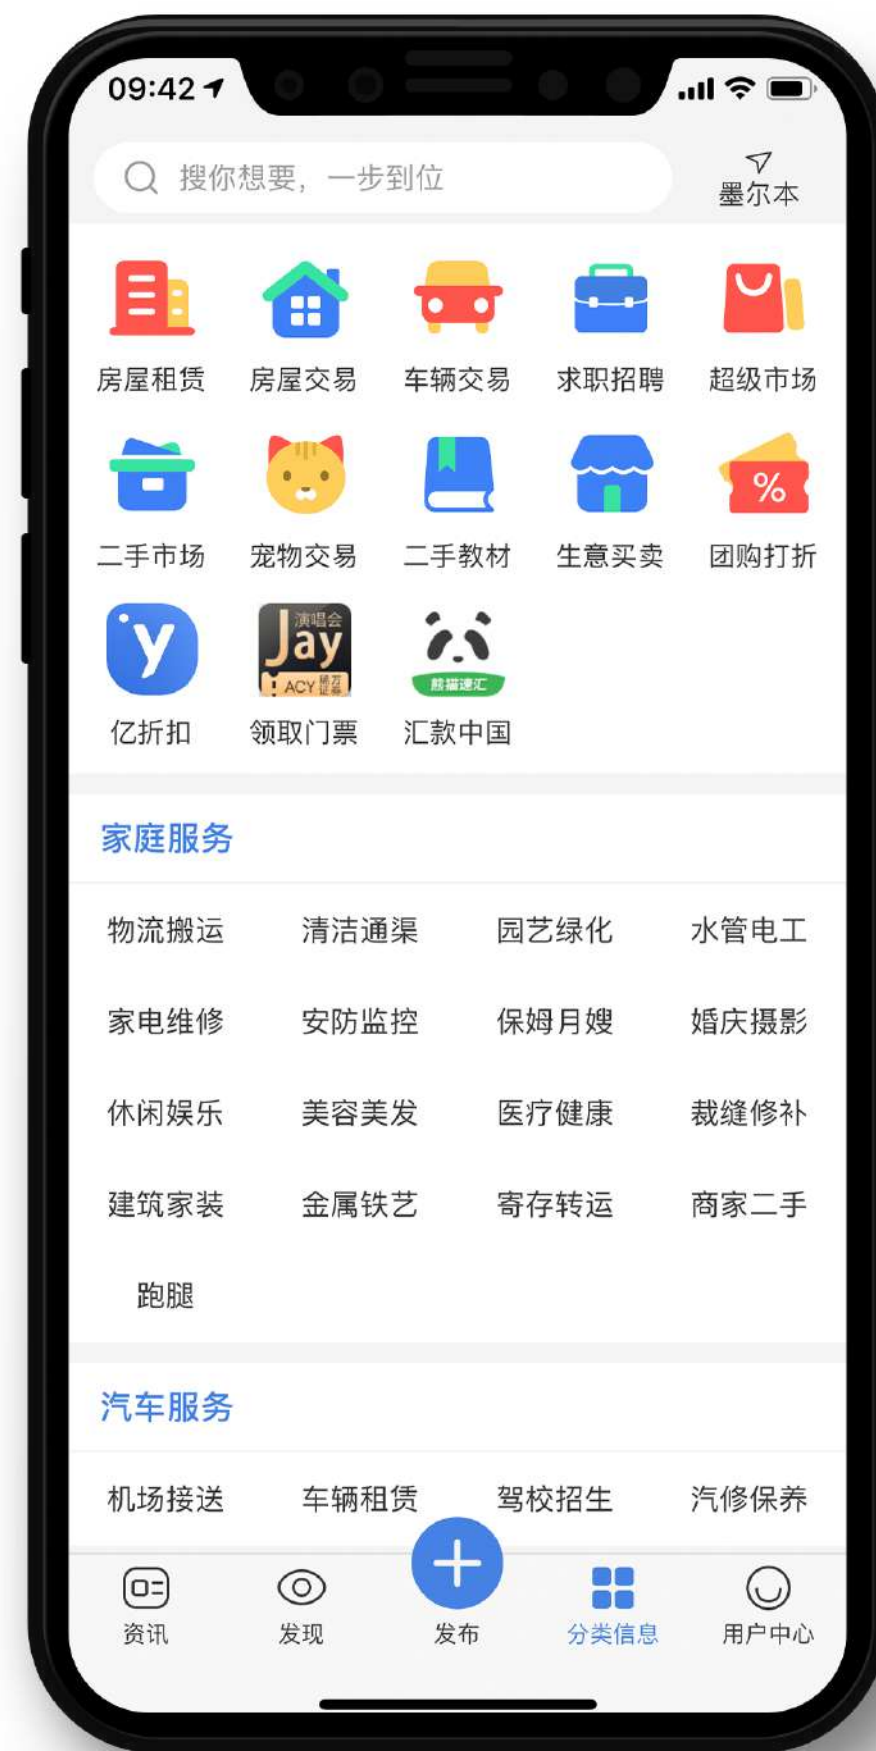 09:42
搜你想要，一步到位
墨尔本
房屋租赁 房屋交易 车辆交易 求职招聘 超级市场
%
二手市场 宠物交易 二手教材 生意买卖 团购打折
y 演唱会 Jay
ACY 稀万证券
熊猫速汇
亿折扣 领取门票 汇款中国
家庭服务
物流搬运 清洁通渠 园艺绿化 水管电工
家电维修 安防监控 保姆月嫂 婚庆摄影
休闲娱乐 美容美发 医疗健康 裁缝修补
建筑家装 金属铁艺 寄存转运 商家二手
跑腿
汽车服务
机场接送 车辆租赁 驾校招生 汽修保养
资讯 发现 发布 分类信息 用户中心